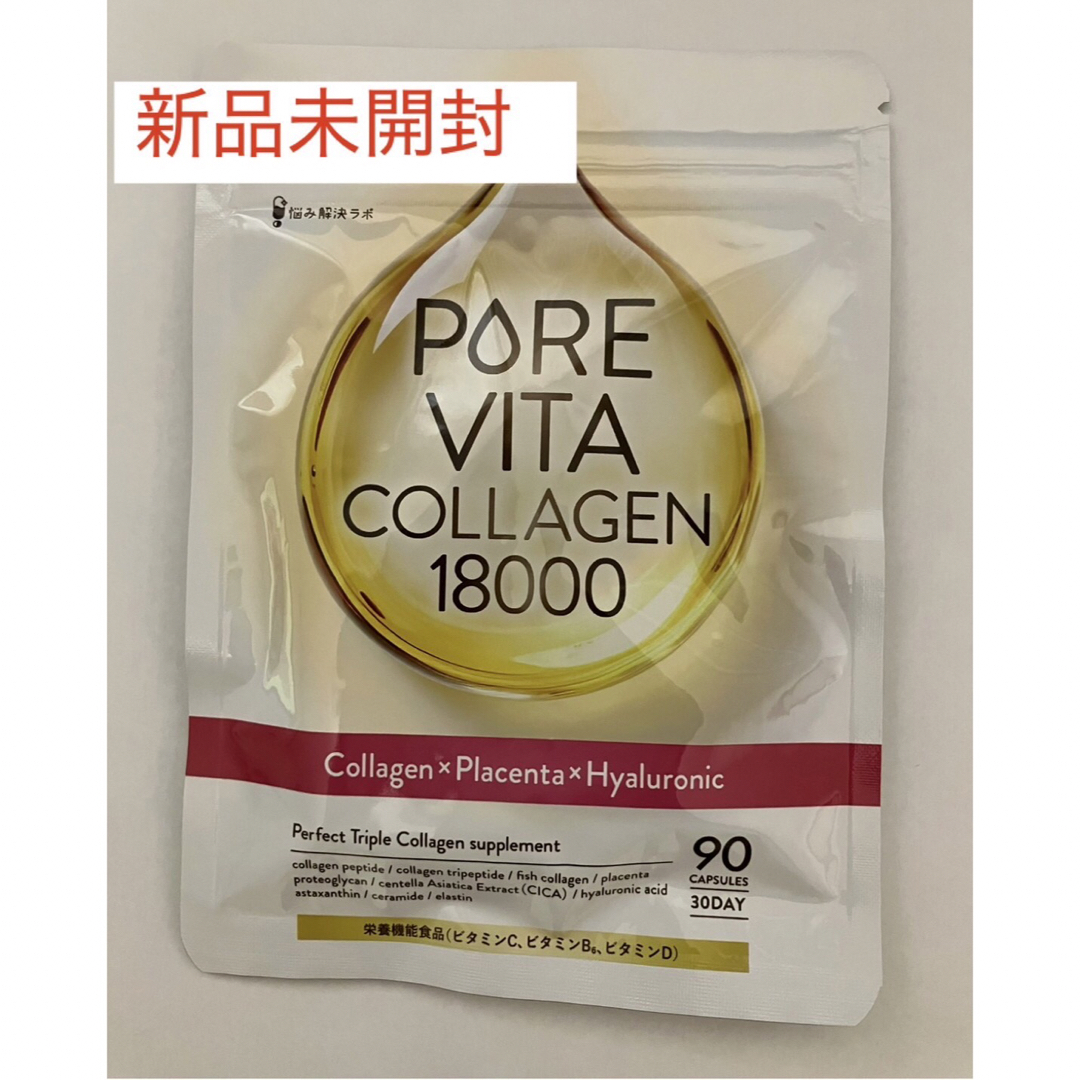 新品未開封
悩み解決ラボ
PORE
VITA
COLLAGEN
18000
Collagen×Placenta×Hyaluronic
Perfect Triple Collagen supplement
collagen peptide / collagen tripeptide / fish collagen / placenta
proteoglycan / centella Asiatica Extract (CICA) / hyaluronic acid
astaxanthin / ceramide / elastin
90
CAPSULES
30DAY
栄養機能食品(ビタミンC、ビタミンB₆、ビタミンD)